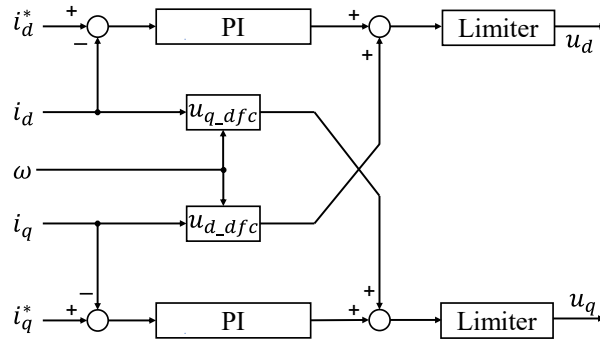 i_d^* + − PI + + Limiter u_d
i_d u_{q_dfc}
ω
i_q u_{d_dfc}
i_q^* + − PI + + Limiter u_q